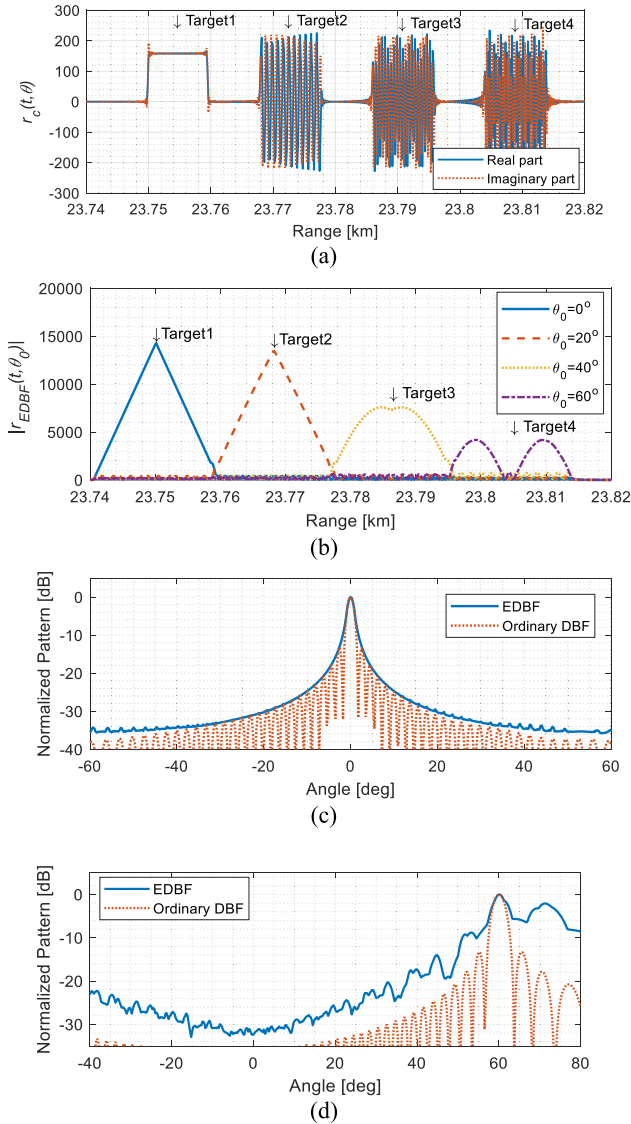 300
200
100
0
-100
-200
-300
r_c(t,θ)
↓Target1
↓Target2
↓Target3
↓Target4
Real part
Imaginary part
23.74 23.75 23.76 23.77 23.78 23.79 23.8 23.81 23.82
Range [km]
(a)
20000
15000
10000
5000
0
|r_EDBF(t,θ_0)|
↓Target1
↓Target2
↓Target3
↓Target4
θ_0=0°
θ_0=20°
θ_0=40°
θ_0=60°
23.74 23.75 23.76 23.77 23.78 23.79 23.8 23.81 23.82
Range [km]
(b)
0
-10
-20
-30
-40
Normalized Pattern [dB]
EDBF
Ordinary DBF
-60 -40 -20 0 20 40 60
Angle [deg]
(c)
0
-10
-20
-30
Normalized Pattern [dB]
EDBF
Ordinary DBF
-40 -20 0 20 40 60 80
Angle [deg]
(d)